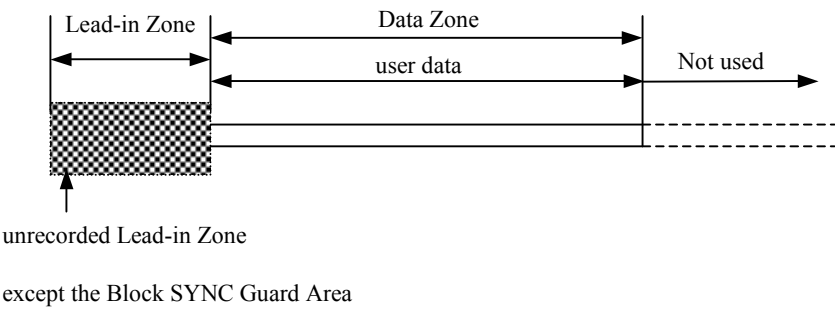 Lead-in Zone
Data Zone
user data
Not used
unrecorded Lead-in Zone
except the Block SYNC Guard Area